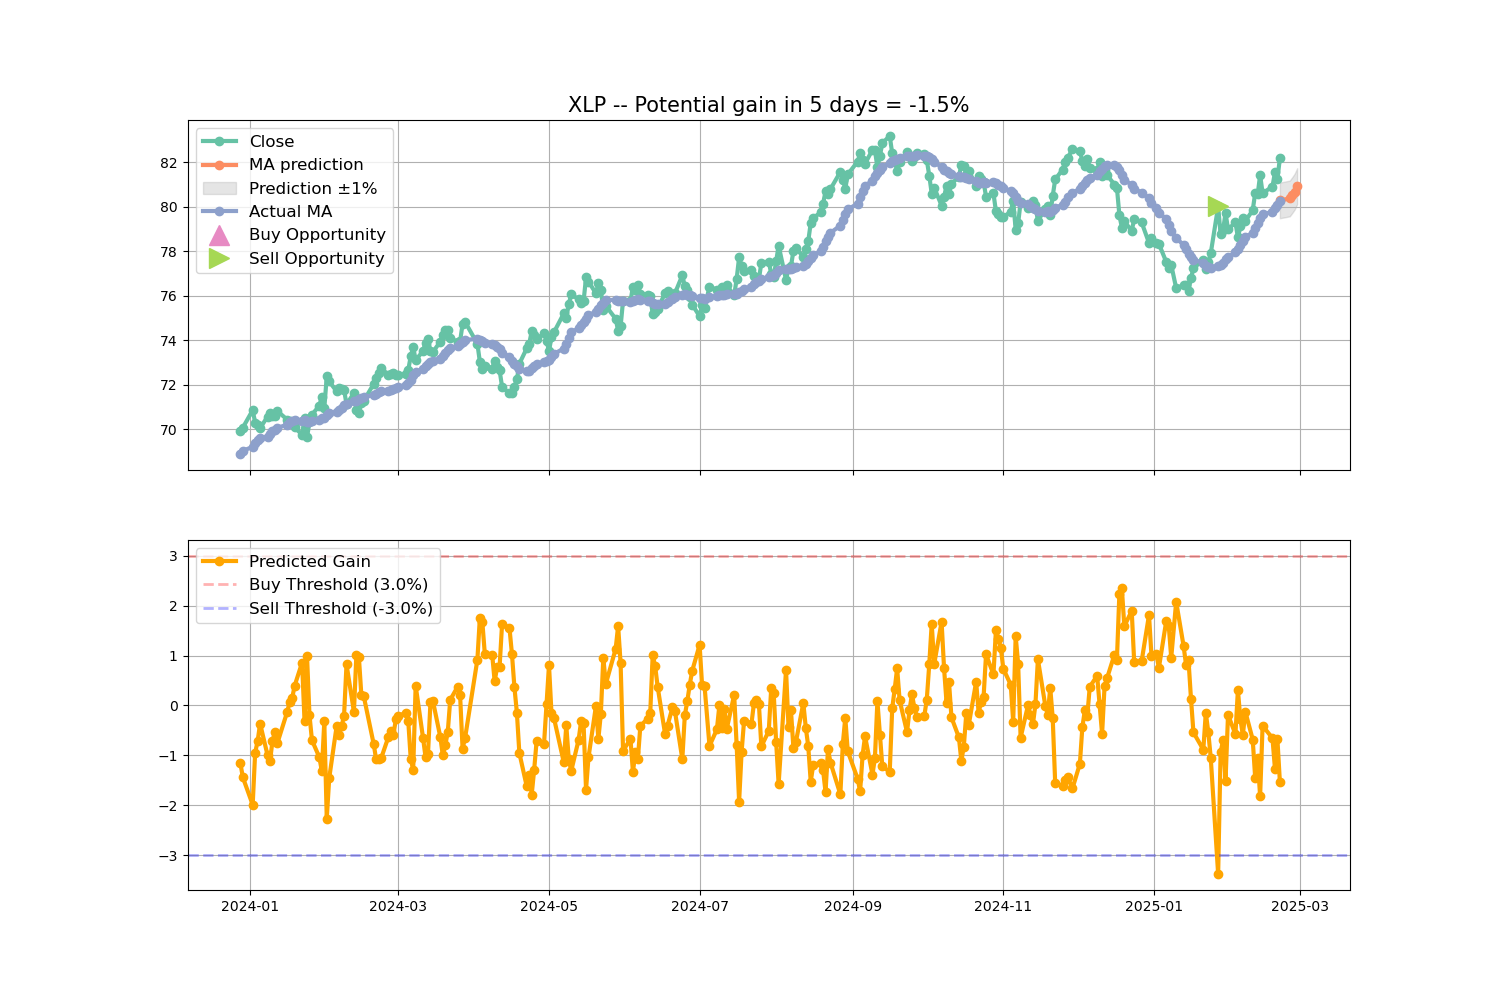 XLP -- Potential gain in 5 days = -1.5%
Close
MA prediction
Prediction ±1%
Actual MA
Buy Opportunity
Sell Opportunity
82
80
78
76
74
72
70
Predicted Gain
Buy Threshold (3.0%)
Sell Threshold (-3.0%)
3
2
1
0
−1
−2
−3
2024-01 2024-03 2024-05 2024-07 2024-09 2024-11 2025-01 2025-03